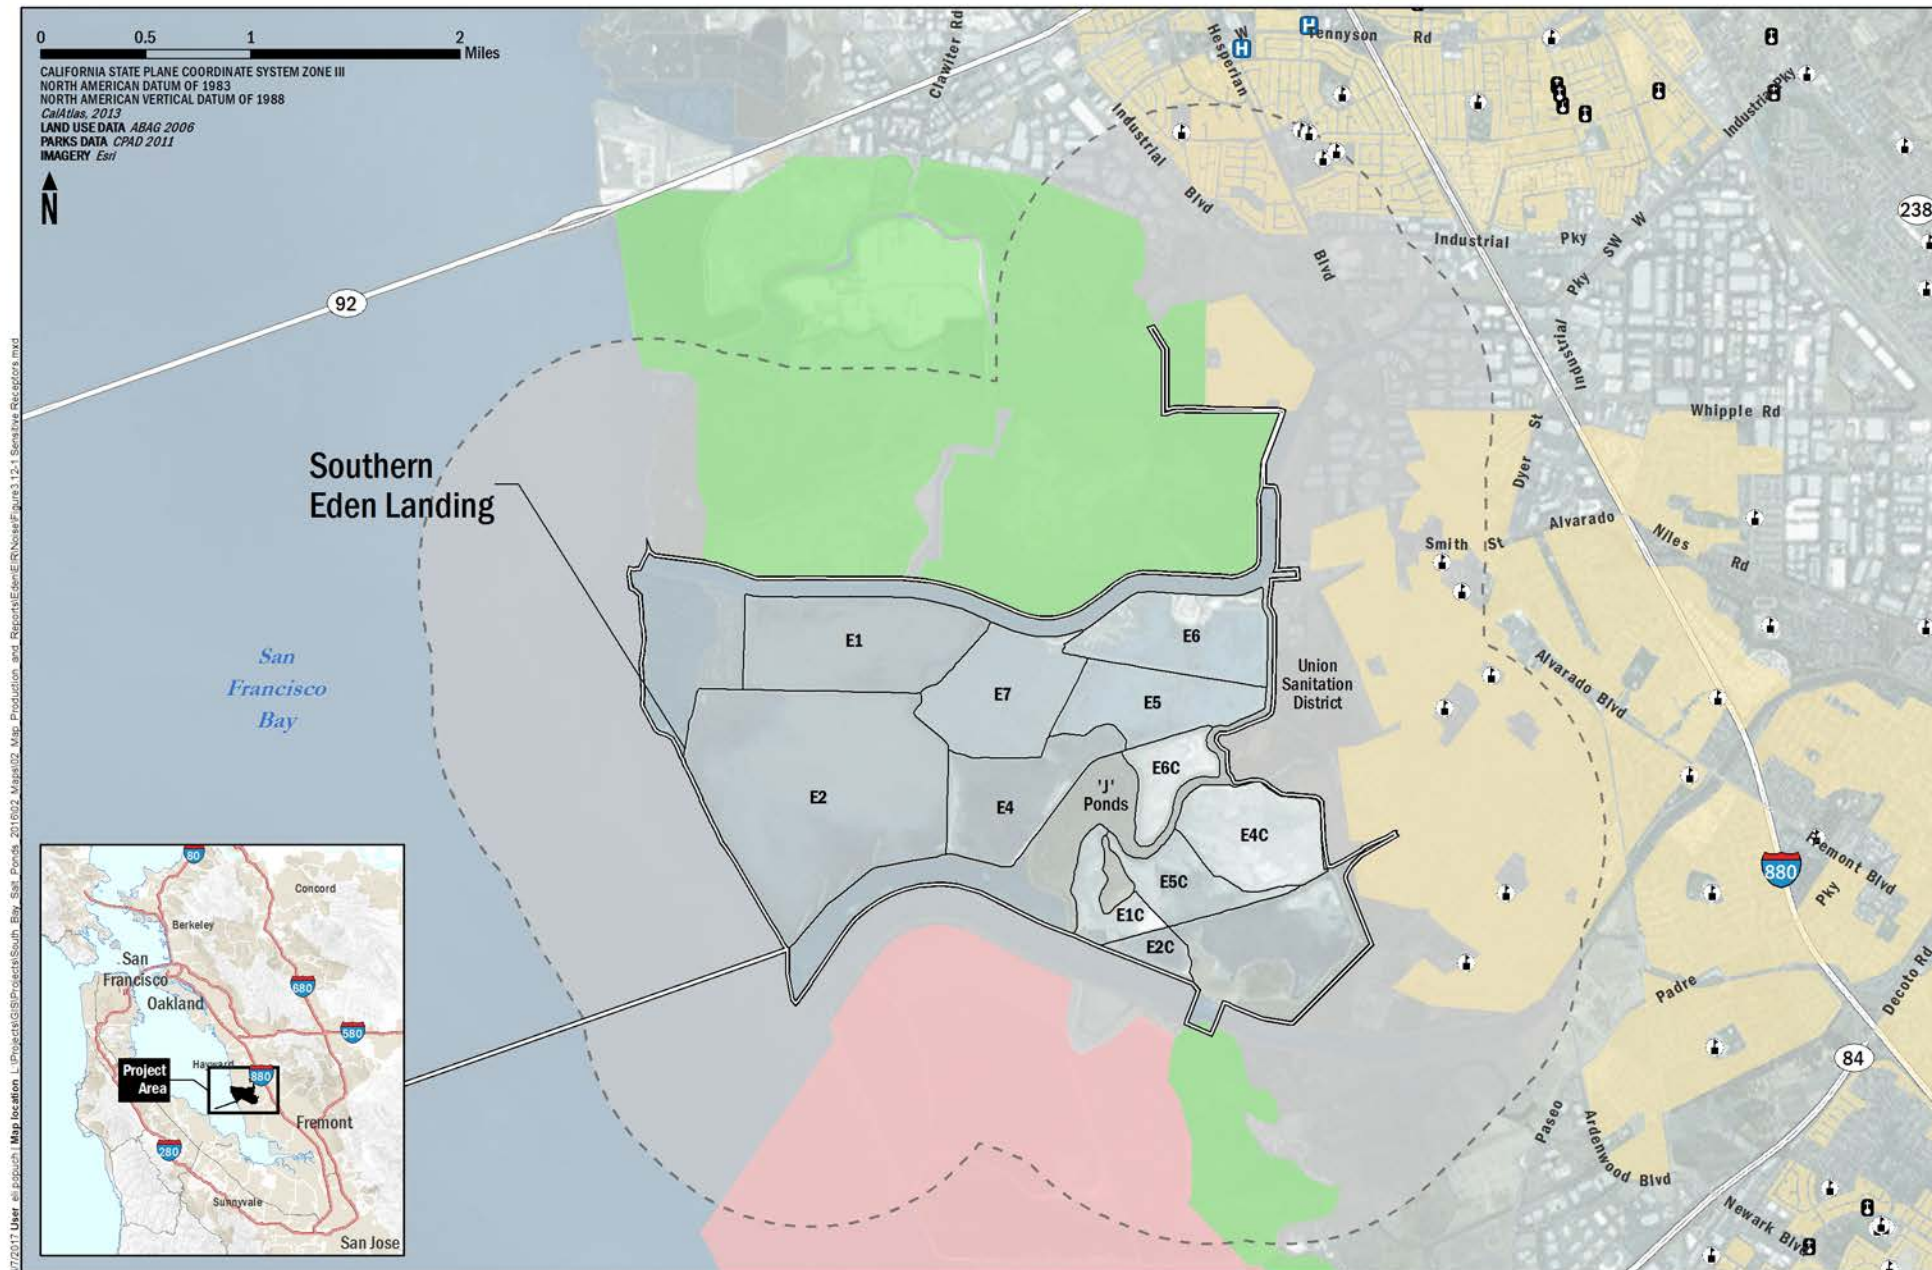 0 0.5 1 2
Miles
CALIFORNIA STATE PLANE COORDINATE SYSTEM ZONE III
NORTH AMERICAN DATUM OF 1983
NORTH AMERICAN VERTICAL DATUM OF 1988
CalAtlas, 2013
LAND USE DATA ABAG 2006
PARKS DATA CPAD 2011
IMAGERY Esri
N
Clawiter Rd
W
Hesperian
H
H
Tennyson Rd
Industrial Pky
Industrial
Blvd
Blvd
238
Industrial Pky
SW
W
Pky
Industrial
92
Whipple Rd
Dyer St
Southern
Eden Landing
Alvarado
Niles
Rd
Smith St
San
Francisco
Bay
E1
E6
E7
E5
Union
Sanitation
District
Alvarado Blvd
E2
E4
'J'
Ponds
E6C
E4C
E5C
E1C
E2C
880
Fremont Blvd
Pky
Decoto Rd
Padre
84
Paseo
Ardenwood Blvd
Newark Blvd
80
Concord
Berkeley
San
Francisco
Oakland
680
580
Hayward
Project
Area
880
Fremont
280
Sunnyvale
San Jose